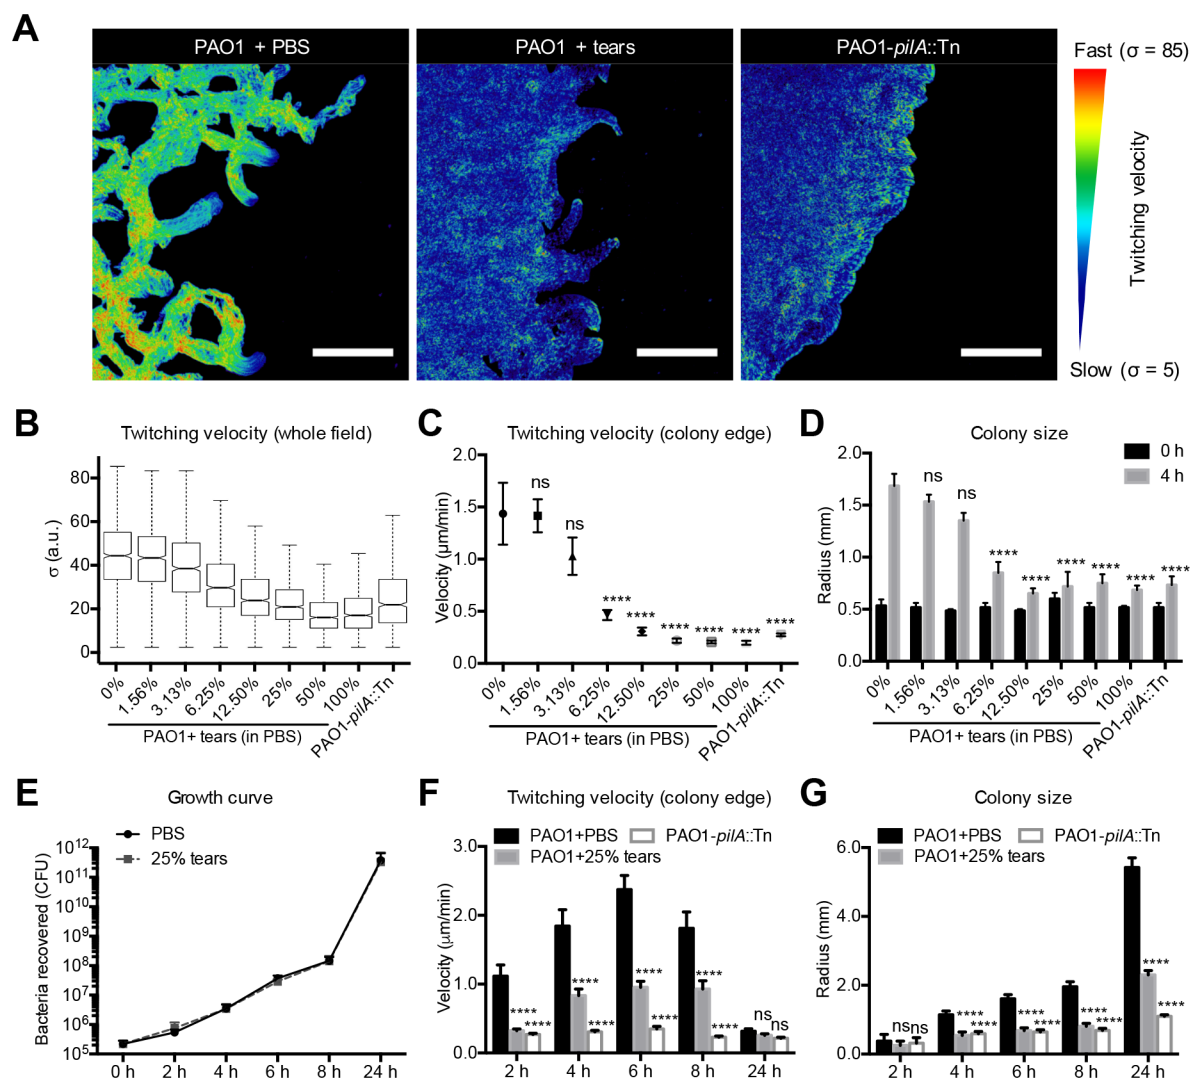 A
PAO1 + PBS
PAO1 + tears
PAO1-pilA::Tn
Fast (σ = 85)
Twitching velocity
Slow (σ = 5)
B
Twitching velocity (whole field)
σ (a.u.)
80
60
40
20
0
0%
1.56%
3.13%
6.25%
12.50%
25%
50%
100%
PAO1-pilA::Tn
PAO1+ tears (in PBS)
C
Twitching velocity (colony edge)
Velocity (μm/min)
2.0
1.5
1.0
0.5
0.0
ns
ns
****
****
****
****
****
****
0%
1.56%
3.13%
6.25%
12.50%
25%
50%
100%
PAO1-pilA::Tn
PAO1+ tears (in PBS)
D
Colony size
0 h
4 h
Radius (mm)
2.0
1.5
1.0
0.5
0.0
ns
ns
****
****
****
****
****
****
0%
1.56%
3.13%
6.25%
12.50%
25%
50%
100%
PAO1-pilA::Tn
PAO1+ tears (in PBS)
E
Growth curve
PBS
25% tears
Bacteria recovered (CFU)
10¹²
10¹¹
10¹⁰
10⁹
10⁸
10⁷
10⁶
10⁵
0 h
2 h
4 h
6 h
8 h
24 h
F
Twitching velocity (colony edge)
PAO1+PBS
PAO1-pilA::Tn
PAO1+25% tears
Velocity (μm/min)
3.0
2.0
1.0
0.0
****
****
****
****
****
****
****
****
ns
ns
2 h
4 h
6 h
8 h
24 h
G
Colony size
PAO1+PBS
PAO1-pilA::Tn
PAO1+25% tears
Radius (mm)
6.0
4.0
2.0
0.0
ns
ns
****
****
****
****
****
****
****
****
2 h
4 h
6 h
8 h
24 h